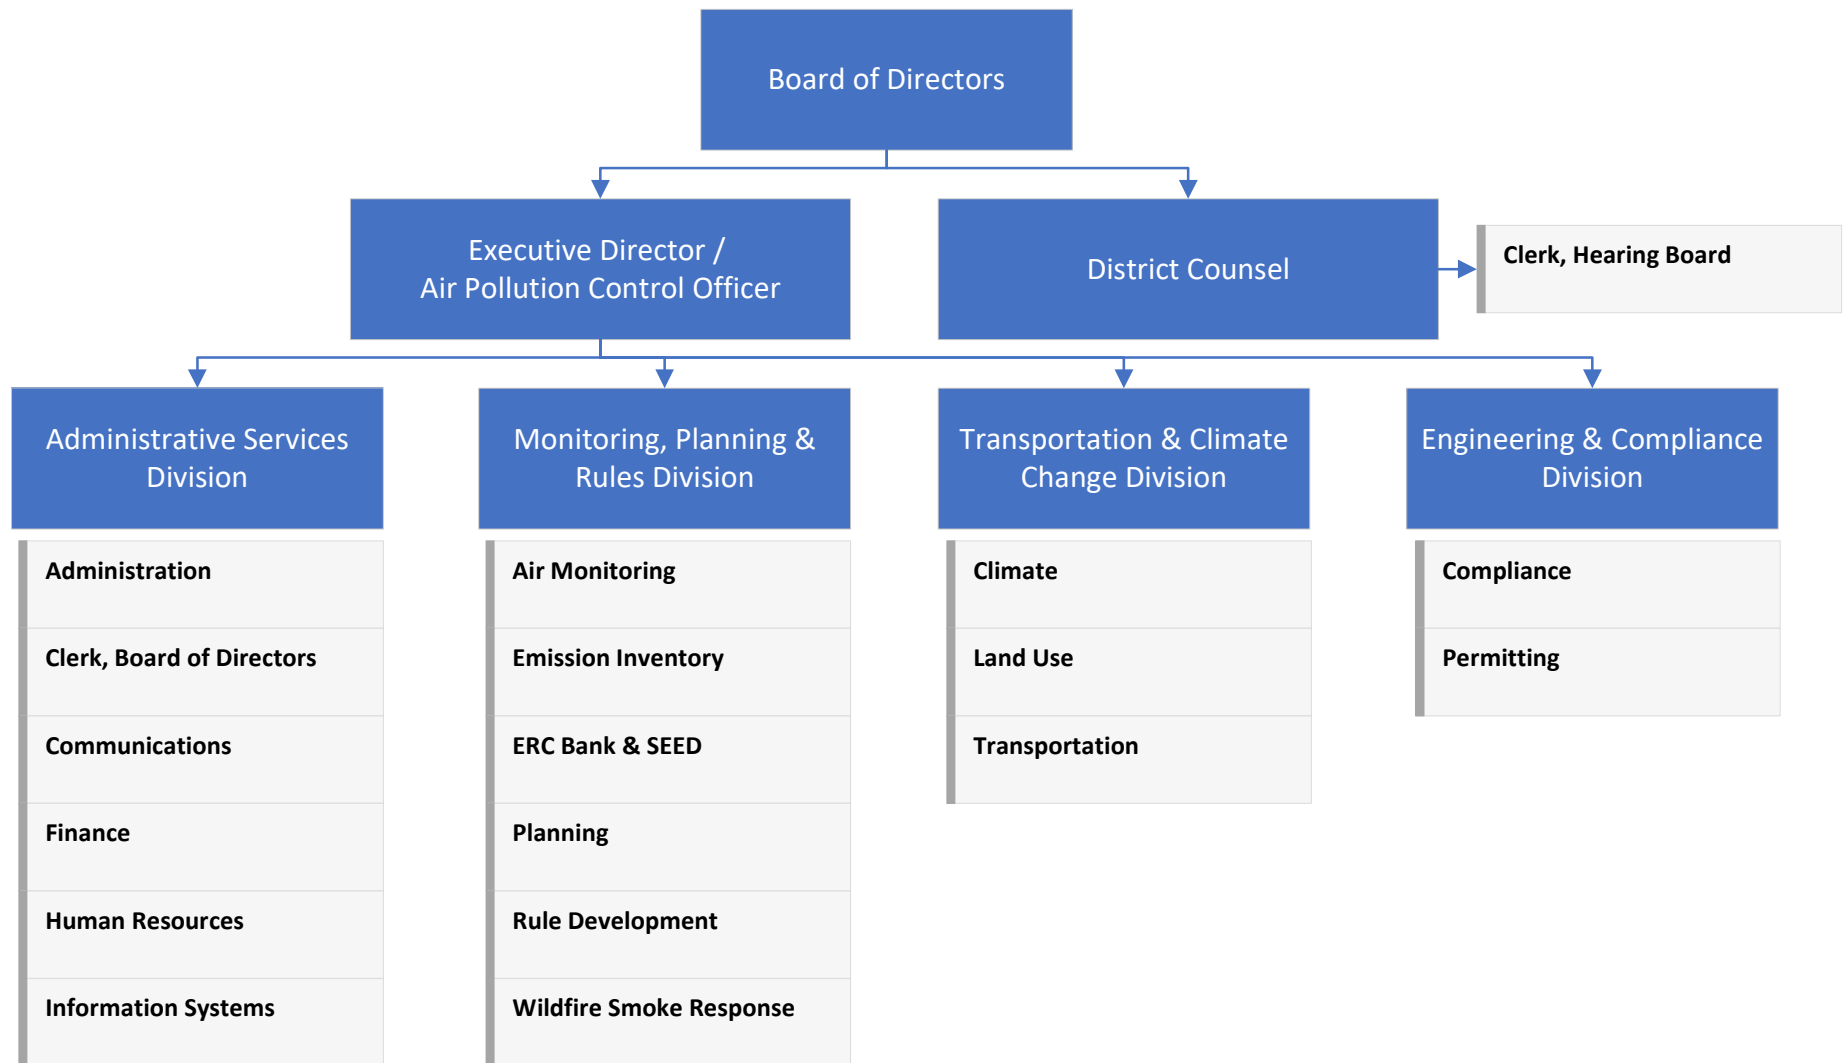 Board of Directors
Executive Director /
Air Pollution Control Officer
District Counsel
Clerk, Hearing Board
Administrative Services
Division
Administration
Clerk, Board of Directors
Communications
Finance
Human Resources
Information Systems
Monitoring, Planning &
Rules Division
Air Monitoring
Emission Inventory
ERC Bank & SEED
Planning
Rule Development
Wildfire Smoke Response
Transportation & Climate
Change Division
Climate
Land Use
Transportation
Engineering & Compliance
Division
Compliance
Permitting